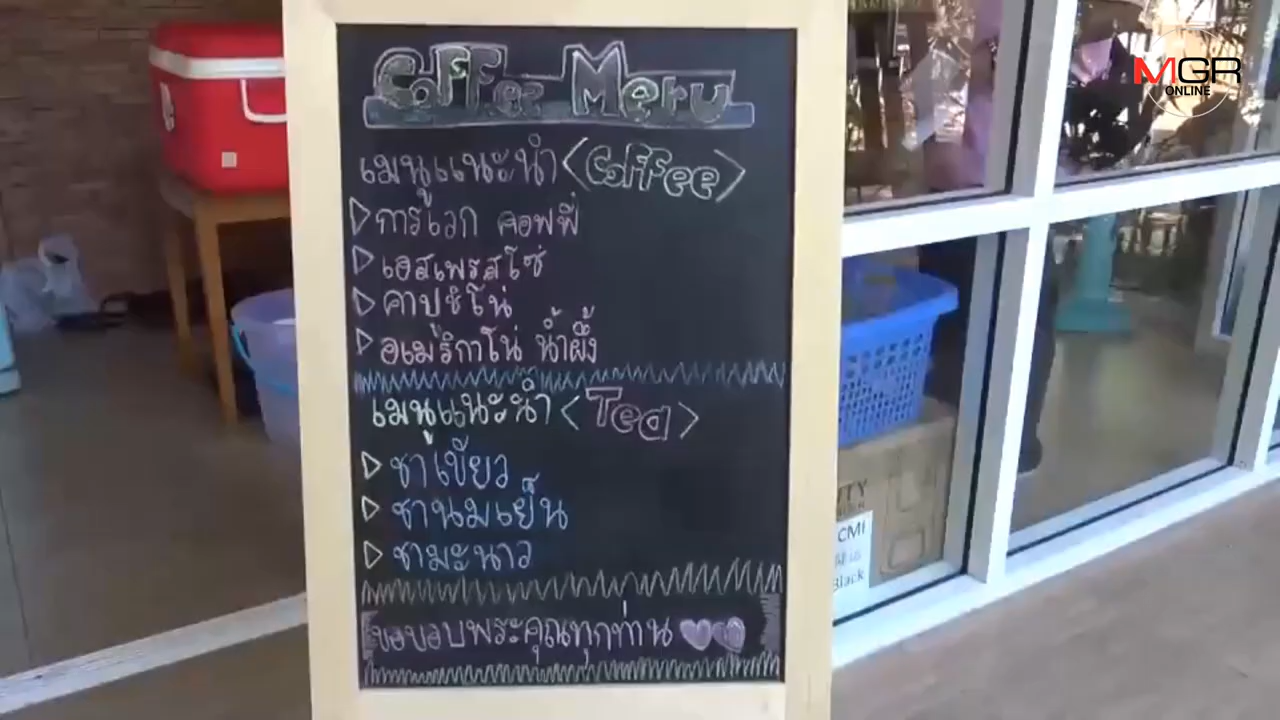 Coffee Menu
MGR
ONLINE
เมนูแนะนำ <Coffee>
การเวก คอฟฟี่
เอสเพรสโซ่
คาปูชิโน่
อเมริกาโน่ น้ำผึ้ง
เมนูแนะนำ <Tea>
ชาเขียว
ชานมเย็น
ชามะนาว
ขอขอบพระคุณทุกท่าน
CMI
Black